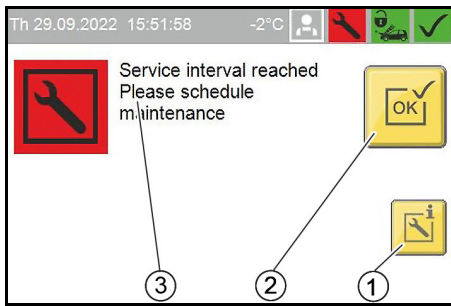 Th 29.09.2022 15:51:58 -2°C
Service interval reached
Please schedule
maintenance
OK
i
3 2 1